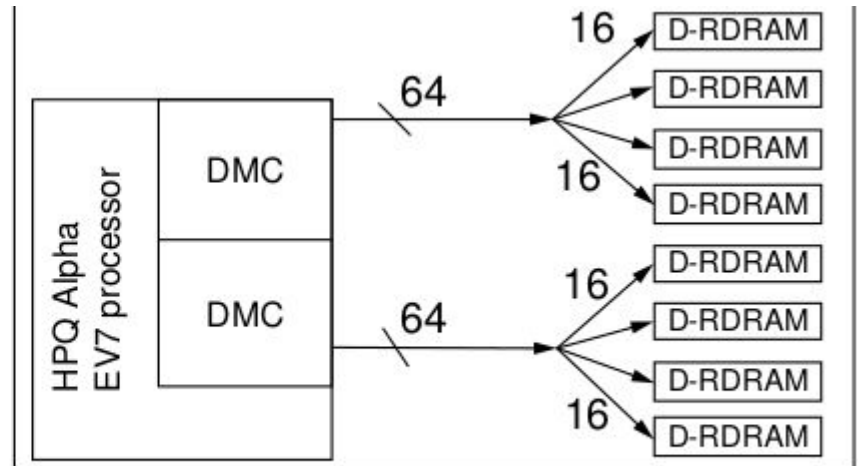 HPQ Alpha
EV7 processor
DMC
DMC
64
16
16
D-RDRAM
D-RDRAM
D-RDRAM
D-RDRAM
64
16
16
D-RDRAM
D-RDRAM
D-RDRAM
D-RDRAM